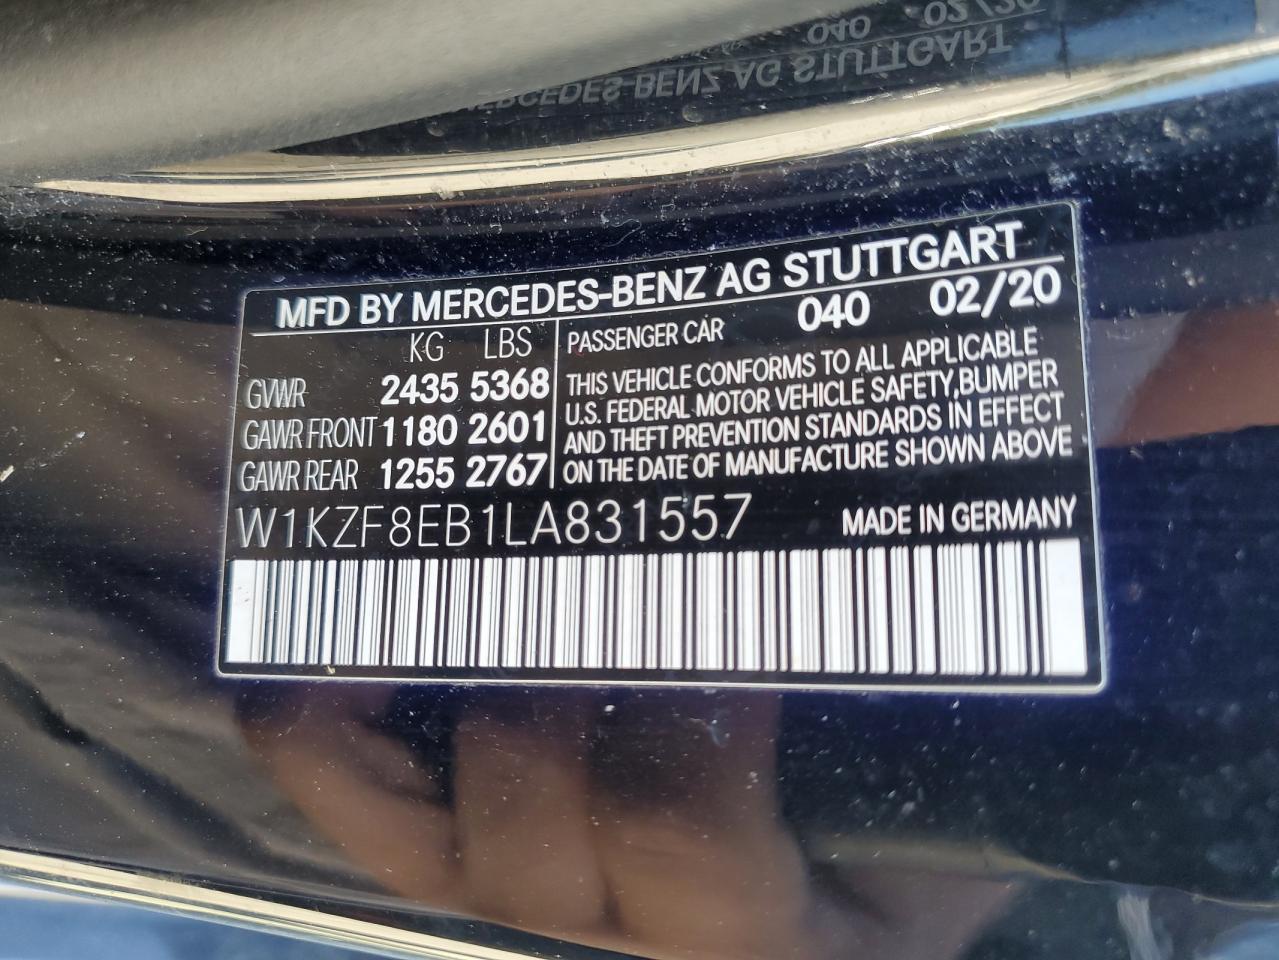 MFD BY MERCEDES-BENZ AG STUTTGART
KG LBS
GVWR 2435 5368
GAWR FRONT 1180 2601
GAWR REAR 1255 2767
PASSENGER CAR 040 02/20
THIS VEHICLE CONFORMS TO ALL APPLICABLE
U.S. FEDERAL MOTOR VEHICLE SAFETY,BUMPER
AND THEFT PREVENTION STANDARDS IN EFFECT
ON THE DATE OF MANUFACTURE SHOWN ABOVE
W1KZF8EB1LA831557 MADE IN GERMANY